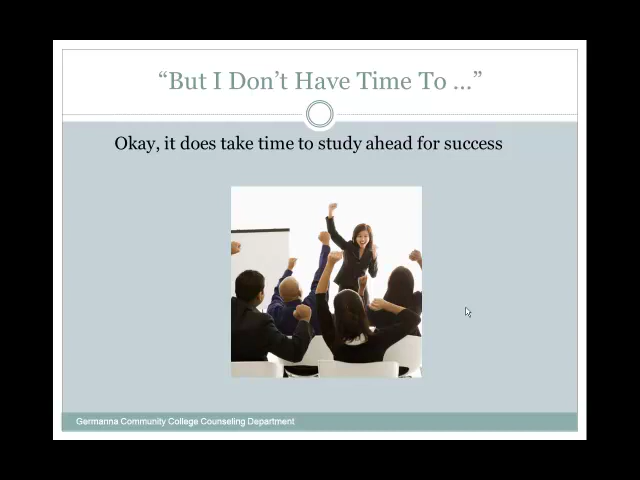 “But I Don’t Have Time To …”
Okay, it does take time to study ahead for success
Germanna Community College Counseling Department